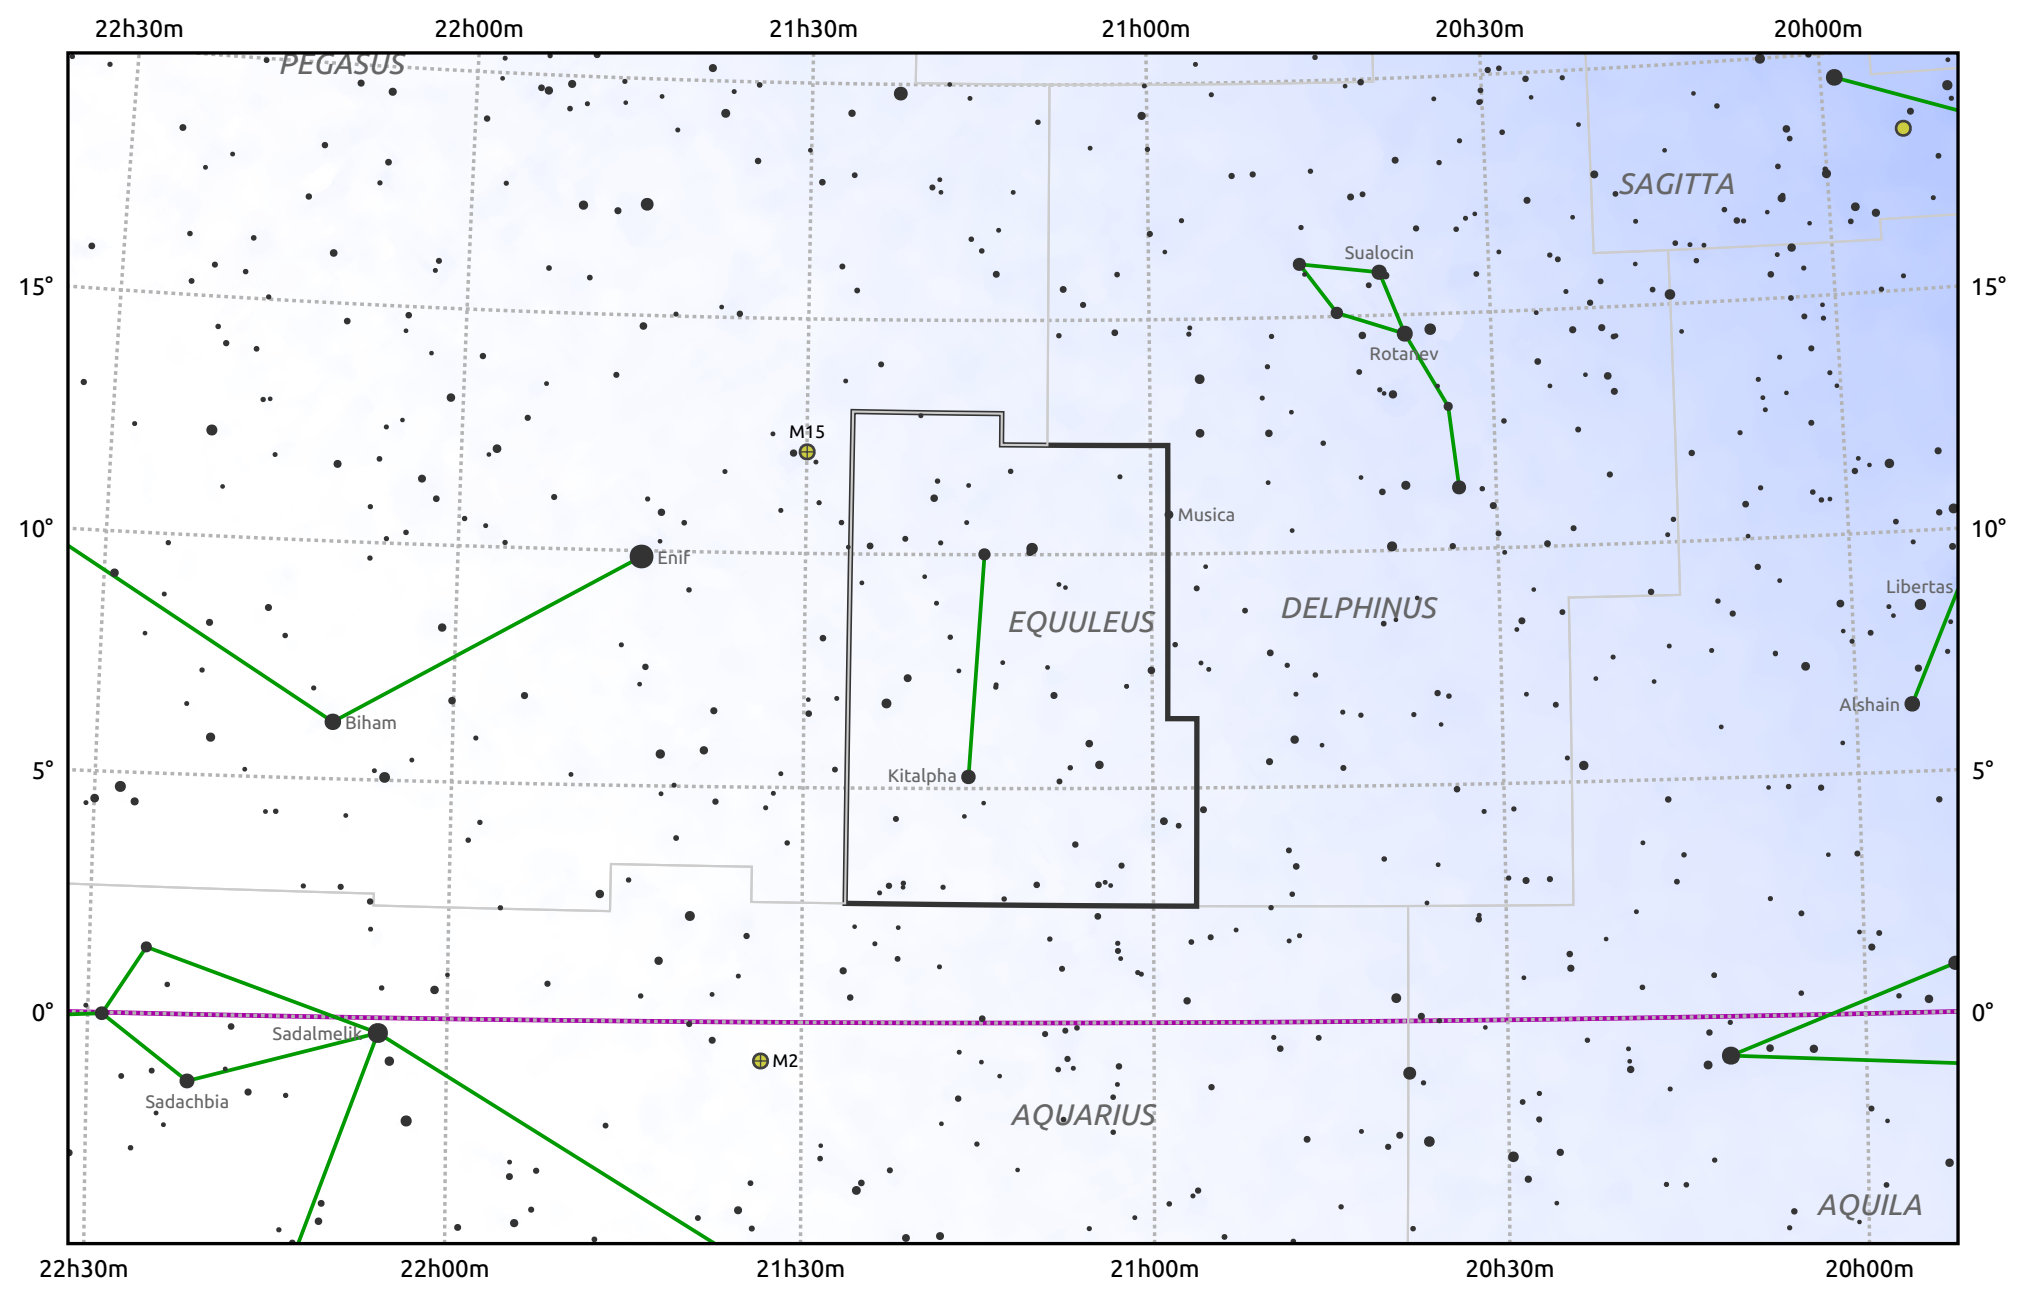 22h30m 22h00m 21h30m 21h00m 20h30m 20h00m
PEGASUS
SAGITTA
Sualocin
15° 15°
Rotanev
M15
Musica
10° 10°
Enif
Libertas
EQUULEUS DELPHINUS
Alshain
Biham
5° 5°
Kitalpha
0° 0°
Sadalmelik
M2
Sadachbia
AQUARIUS
AQUILA
22h30m 22h00m 21h30m 21h00m 20h30m 20h00m